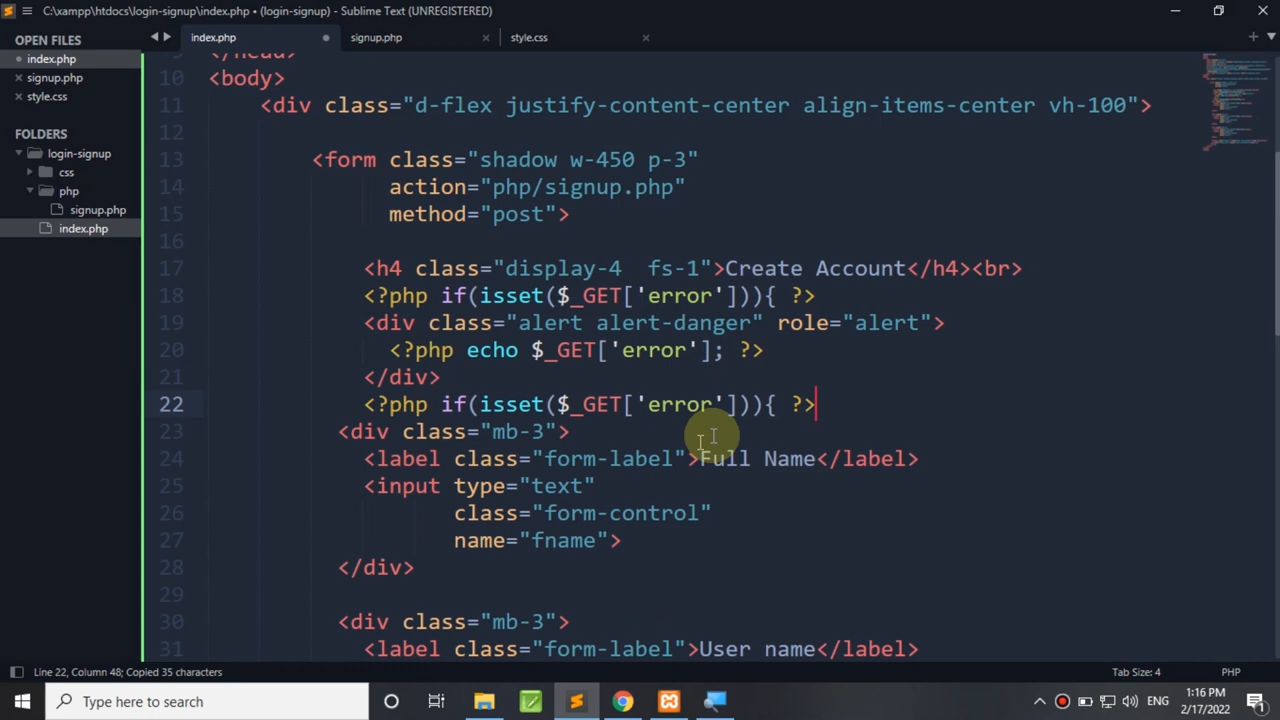 C:\xampp\htdocs\login-signup\index.php • (login-signup) - Sublime Text (UNREGISTERED)
OPEN FILES
index.php
signup.php
style.css
FOLDERS
login-signup
css
php
signup.php
index.php
index.php
signup.php
style.css
</head>
10 <body>
11 <div class="d-flex justify-content-center align-items-center vh-100">
12
13 <form class="shadow w-450 p-3"
14 action="php/signup.php"
15 method="post">
16
17 <h4 class="display-4  fs-1">Create Account</h4><br>
18 <?php if(isset($_GET['error'])){ ?>
19 <div class="alert alert-danger" role="alert">
20 <?php echo $_GET['error']; ?>
21 </div>
22 <?php if(isset($_GET['error'])){ ?>
23 <div class="mb-3">
24 <label class="form-label">Full Name</label>
25 <input type="text"
26 class="form-control"
27 name="fname">
28 </div>
29
30 <div class="mb-3">
31 <label class="form-label">User name</label>
Line 22, Column 48; Copied 35 characters
Tab Size: 4
PHP
Type here to search
ENG
1:16 PM
2/17/2022
1